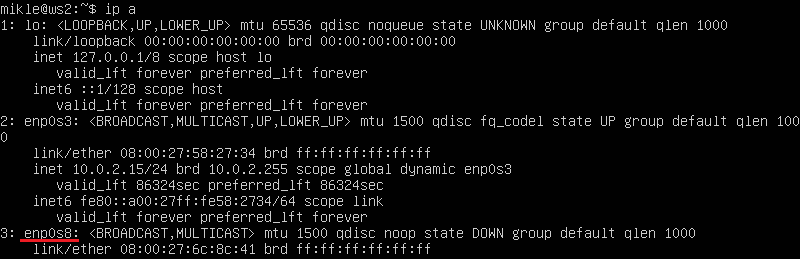 mikle@ws2:~$ ip a
1: lo: <LOOPBACK,UP,LOWER_UP> mtu 65536 qdisc noqueue state UNKNOWN group default qlen 1000
link/loopback 00:00:00:00:00:00 brd 00:00:00:00:00:00
inet 127.0.0.1/8 scope host lo
valid_lft forever preferred_lft forever
inet6 ::1/128 scope host
valid_lft forever preferred_lft forever
2: enp0s3: <BROADCAST,MULTICAST,UP,LOWER_UP> mtu 1500 qdisc fq_codel state UP group default qlen 100
0
link/ether 08:00:27:58:27:34 brd ff:ff:ff:ff:ff:ff
inet 10.0.2.15/24 brd 10.0.2.255 scope global dynamic enp0s3
valid_lft 86324sec preferred_lft 86324sec
inet6 fe80::a00:27ff:fe58:2734/64 scope link
valid_lft forever preferred_lft forever
3: enp0s8: <BROADCAST,MULTICAST> mtu 1500 qdisc noop state DOWN group default qlen 1000
link/ether 08:00:27:6c:8c:41 brd ff:ff:ff:ff:ff:ff